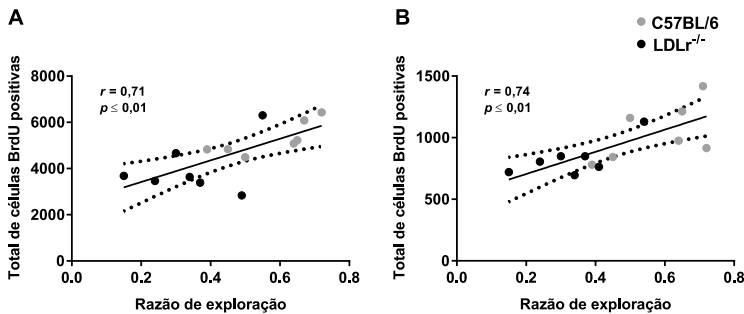 A
B
C57BL/6
LDLr-/-
Total de células BrdU positivas
8000
6000
4000
2000
0
r = 0,71
p ≤ 0,01
0.0 0.2 0.4 0.6 0.8
Razão de exploração
Total de células BrdU positivas
1500
1000
500
0
r = 0,74
p ≤ 0,01
0.0 0.2 0.4 0.6 0.8
Razão de exploração